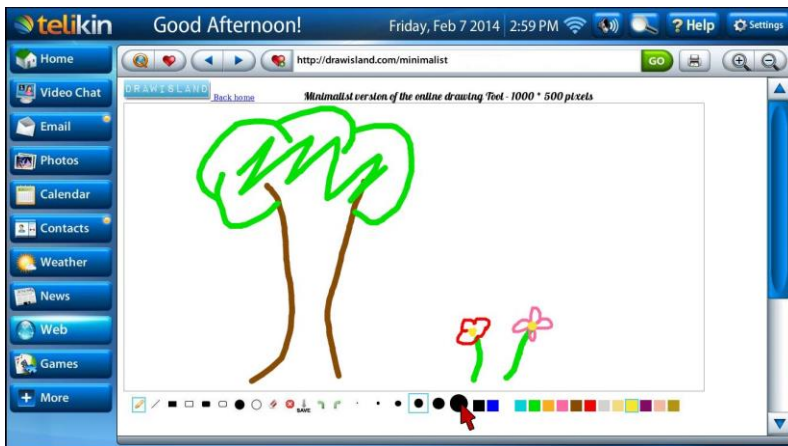 telikin Good Afternoon! Friday, Feb 7 2014 2:59 PM ? Help Settings
Home
http://drawisland.com/minimalist GO
Video Chat
DRAWISLAND Back home Minimalist version of the online drawing Tool - 1000 * 500 pixels
Email
Photos
Calendar
Contacts
Weather
News
Web
Games
More
SAVE